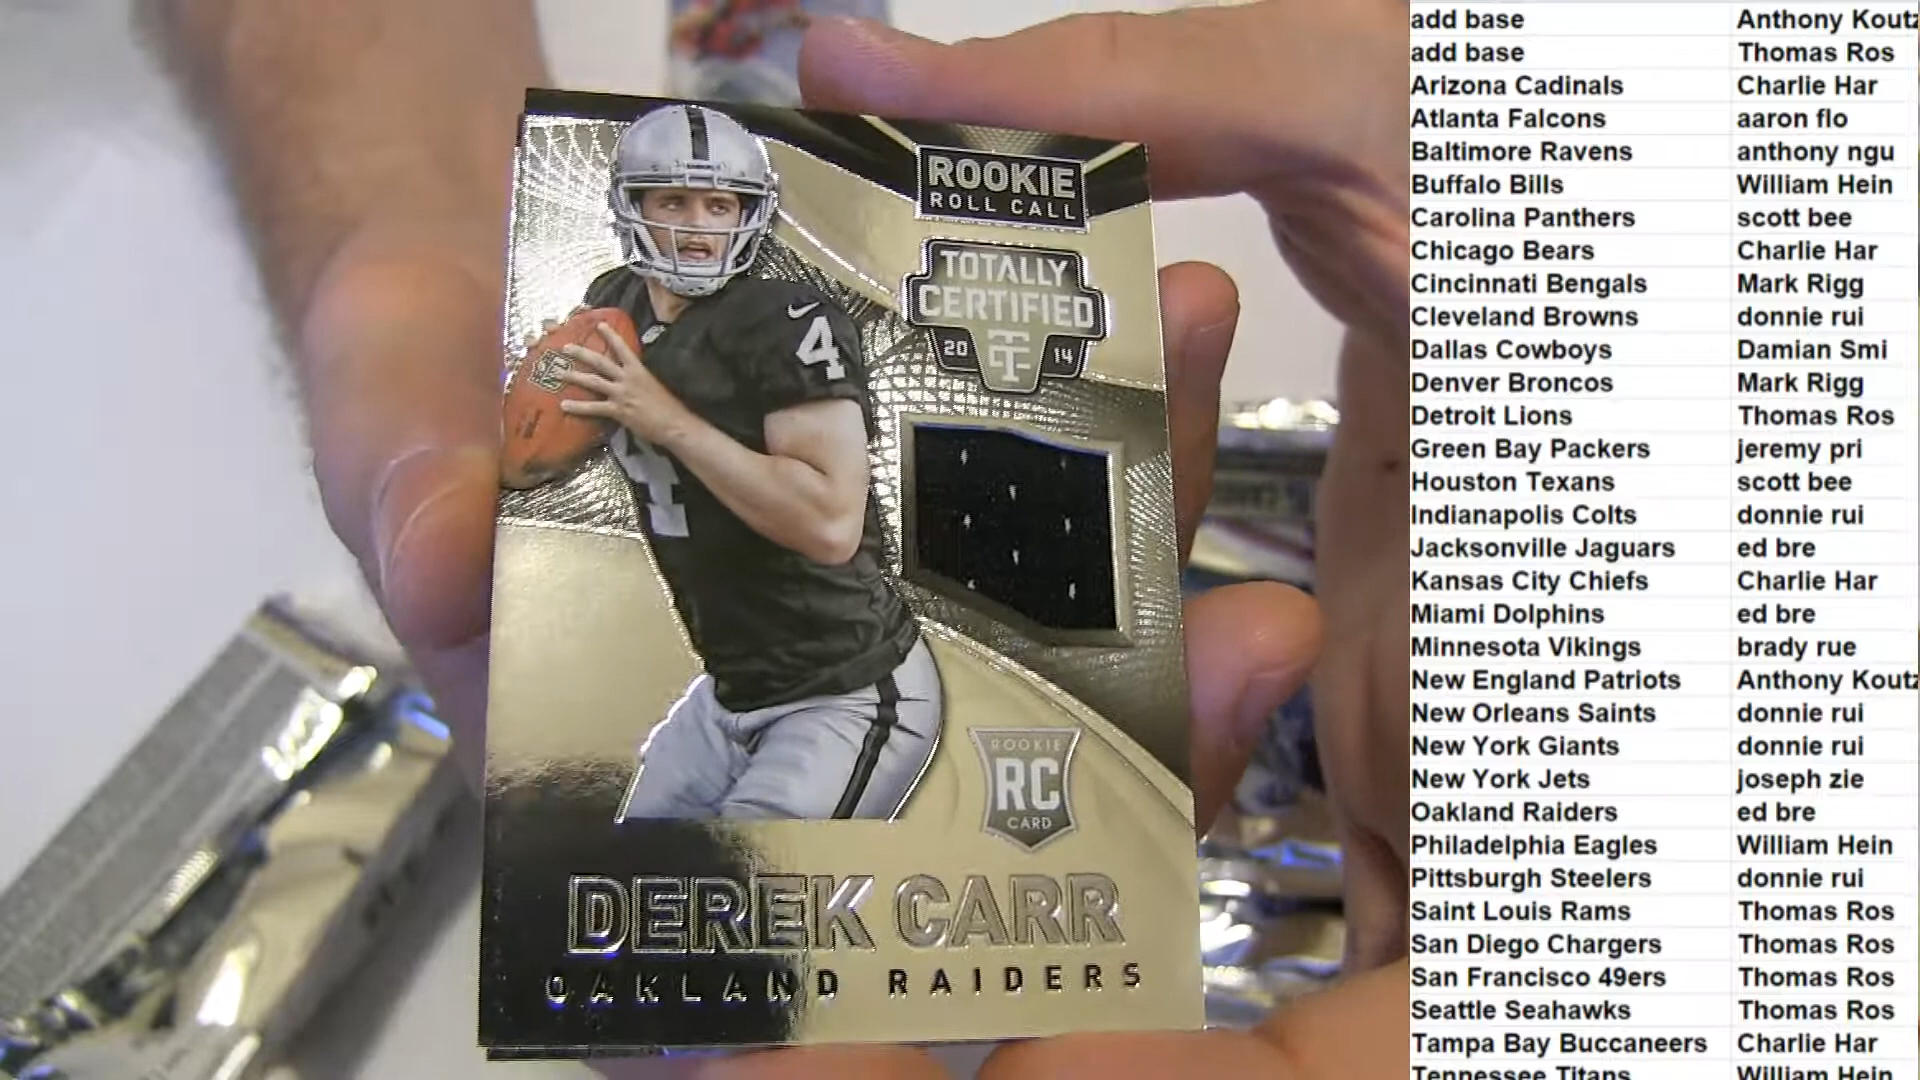 ROOKIE
ROLL CALL
TOTALLY
CERTIFIED
20 14
4
4
ROOKIE
RC
CARD
DEREK CARR
OAKLAND RAIDERS
add base Anthony Koutz
add base Thomas Ros
Arizona Cadinals Charlie Har
Atlanta Falcons aaron flo
Baltimore Ravens anthony ngu
Buffalo Bills William Hein
Carolina Panthers scott bee
Chicago Bears Charlie Har
Cincinnati Bengals Mark Rigg
Cleveland Browns donnie rui
Dallas Cowboys Damian Smi
Denver Broncos Mark Rigg
Detroit Lions Thomas Ros
Green Bay Packers jeremy pri
Houston Texans scott bee
Indianapolis Colts donnie rui
Jacksonville Jaguars ed bre
Kansas City Chiefs Charlie Har
Miami Dolphins ed bre
Minnesota Vikings brady rue
New England Patriots Anthony Koutz
New Orleans Saints donnie rui
New York Giants donnie rui
New York Jets joseph zie
Oakland Raiders ed bre
Philadelphia Eagles William Hein
Pittsburgh Steelers donnie rui
Saint Louis Rams Thomas Ros
San Diego Chargers Thomas Ros
San Francisco 49ers Thomas Ros
Seattle Seahawks Thomas Ros
Tampa Bay Buccaneers Charlie Har
Tennessee Titans William Hein